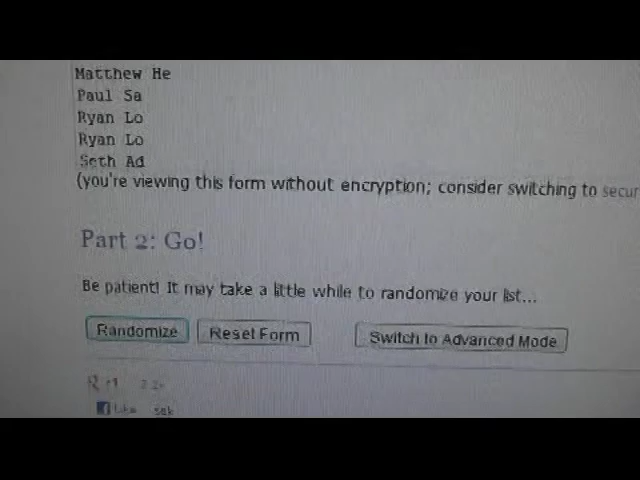 Matthew He
Paul Sa
Ryan Lo
Ryan Lo
Seth Ad
(you're viewing this form without encryption; consider switching to secur
Part 2: Go!
Be patient! It may take a little while to randomize your list...
Randomize Reset Form Switch to Advanced Mode
Like